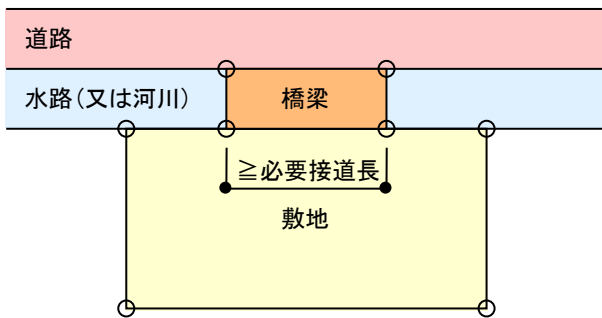 道路
水路（又は河川）
橋梁
≧必要接道長
敷地